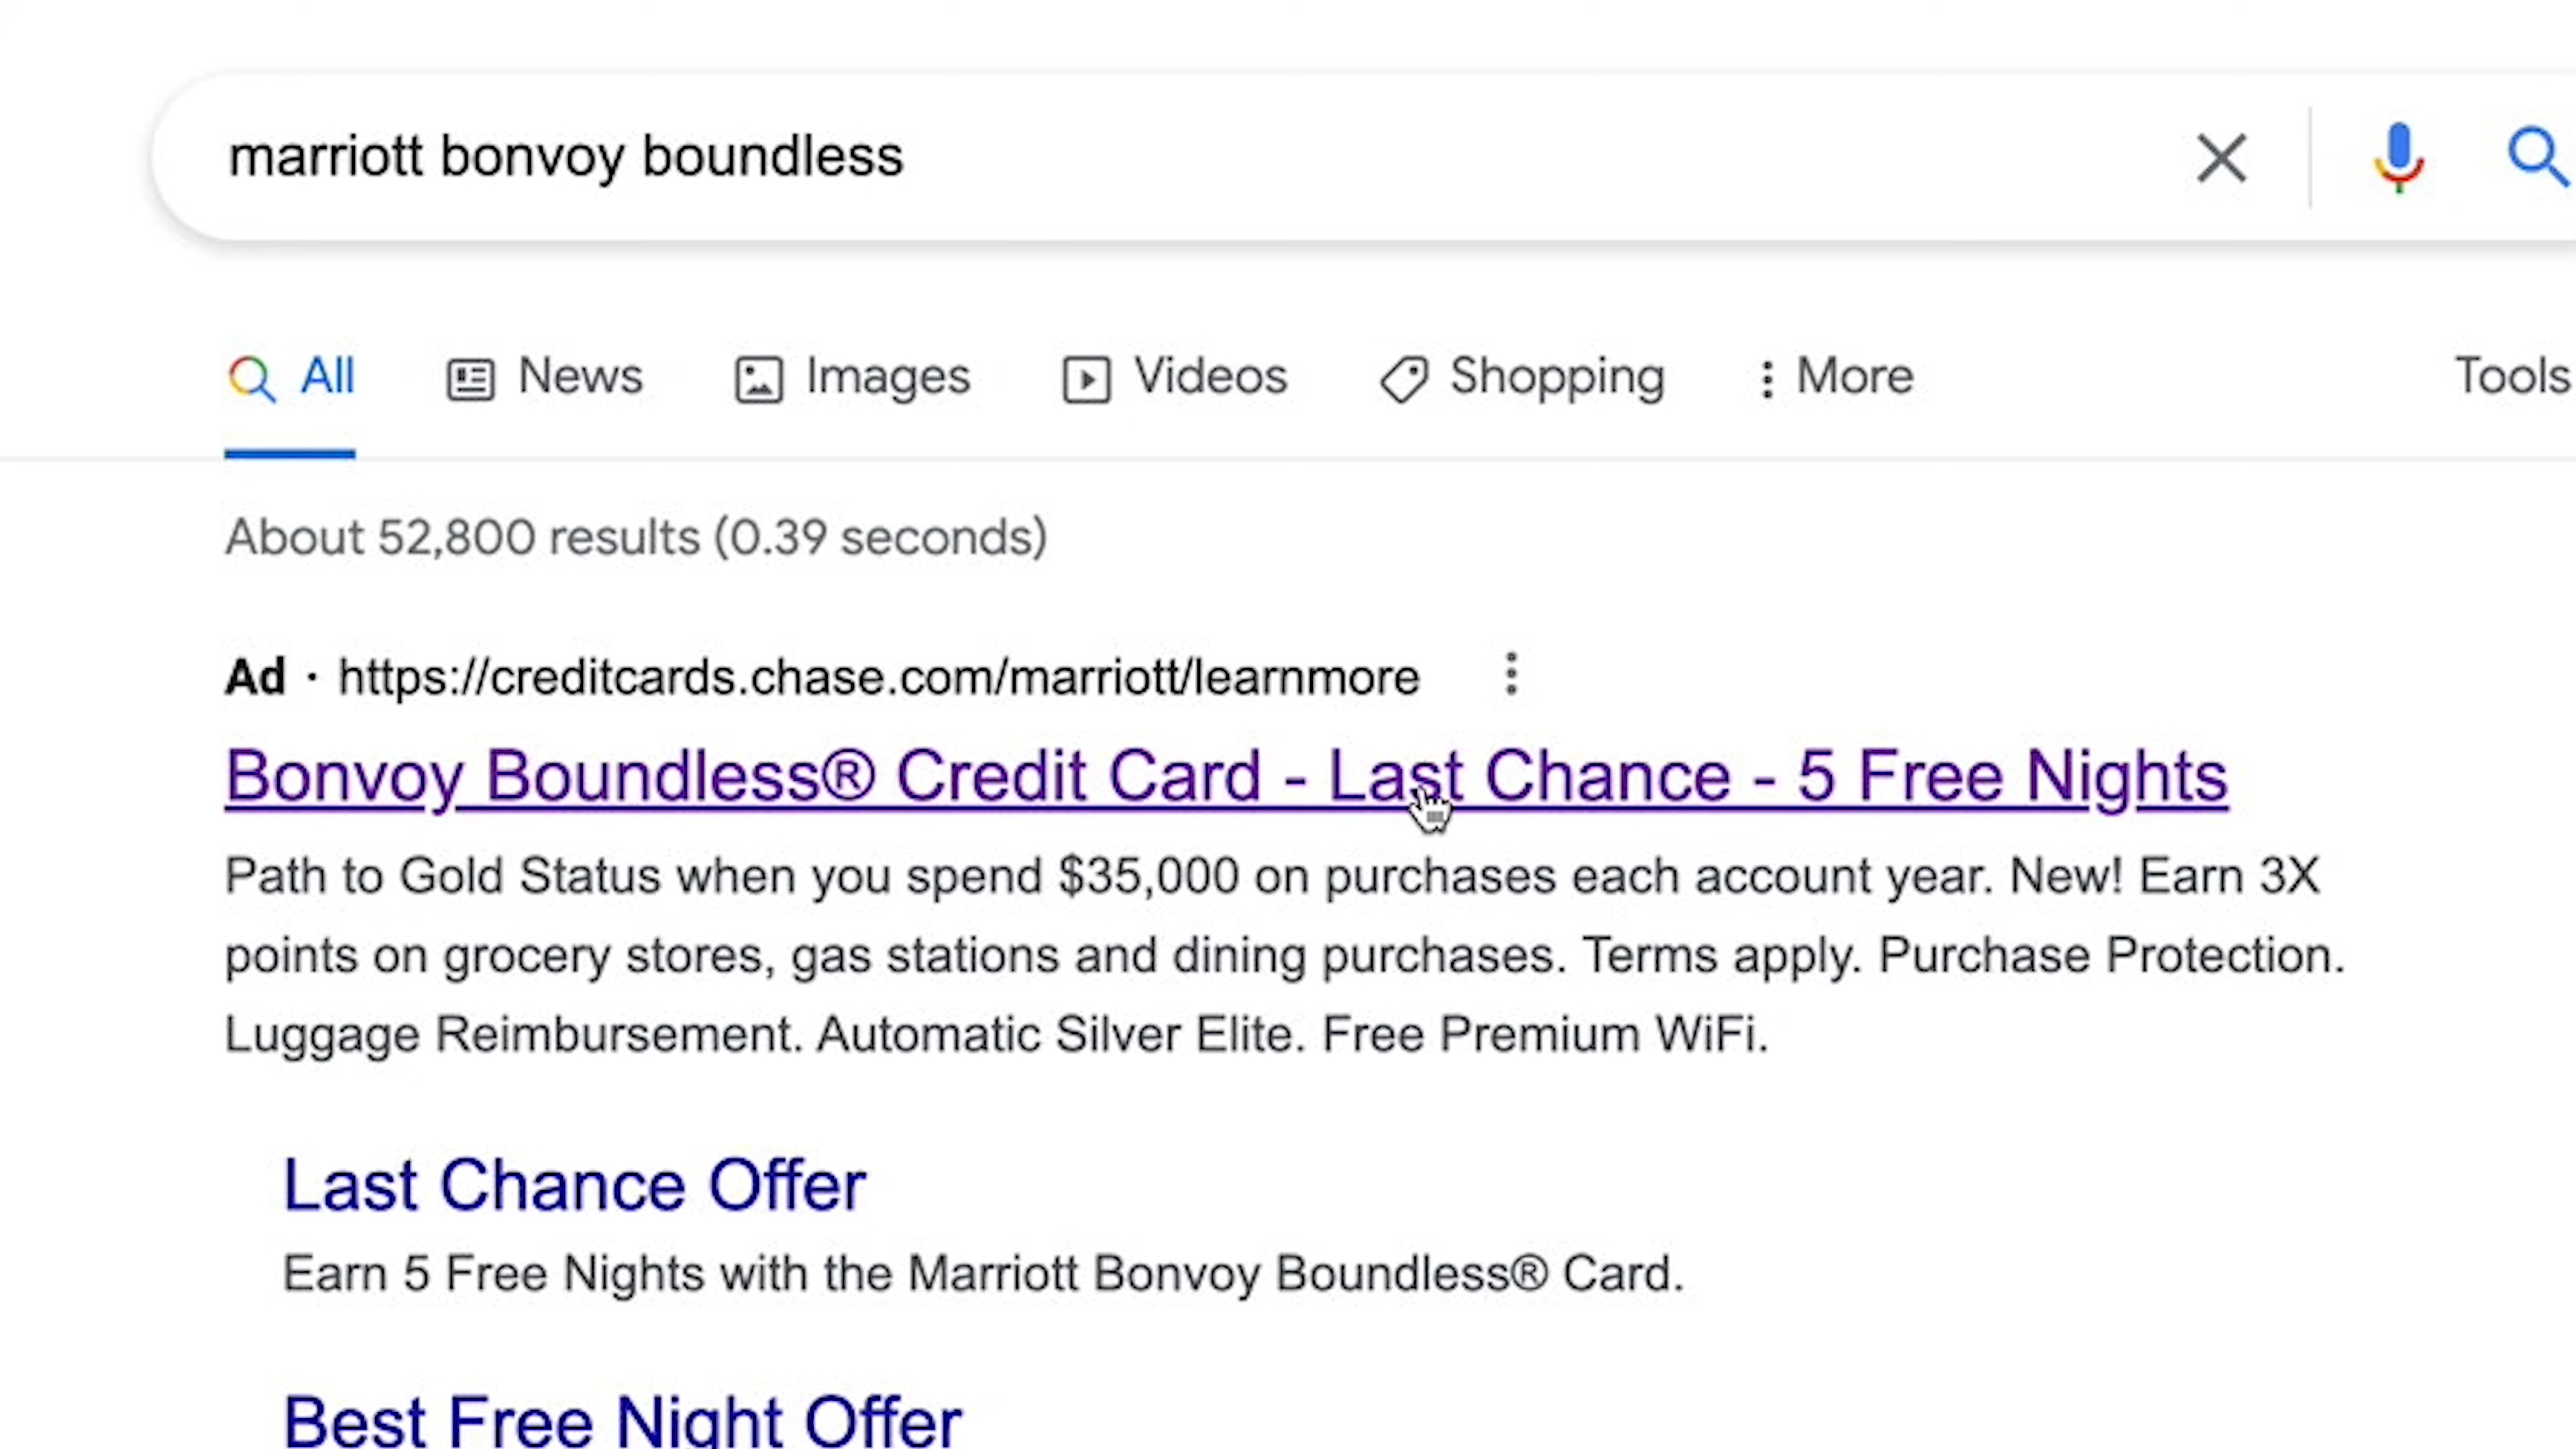 marriott bonvoy boundless
All News Images Videos Shopping More Tools
About 52,800 results (0.39 seconds)
Ad · https://creditcards.chase.com/marriott/learnmore
Bonvoy Boundless® Credit Card - Last Chance - 5 Free Nights
Path to Gold Status when you spend $35,000 on purchases each account year. New! Earn 3X
points on grocery stores, gas stations and dining purchases. Terms apply. Purchase Protection.
Luggage Reimbursement. Automatic Silver Elite. Free Premium WiFi.
Last Chance Offer
Earn 5 Free Nights with the Marriott Bonvoy Boundless® Card.
Best Free Night Offer